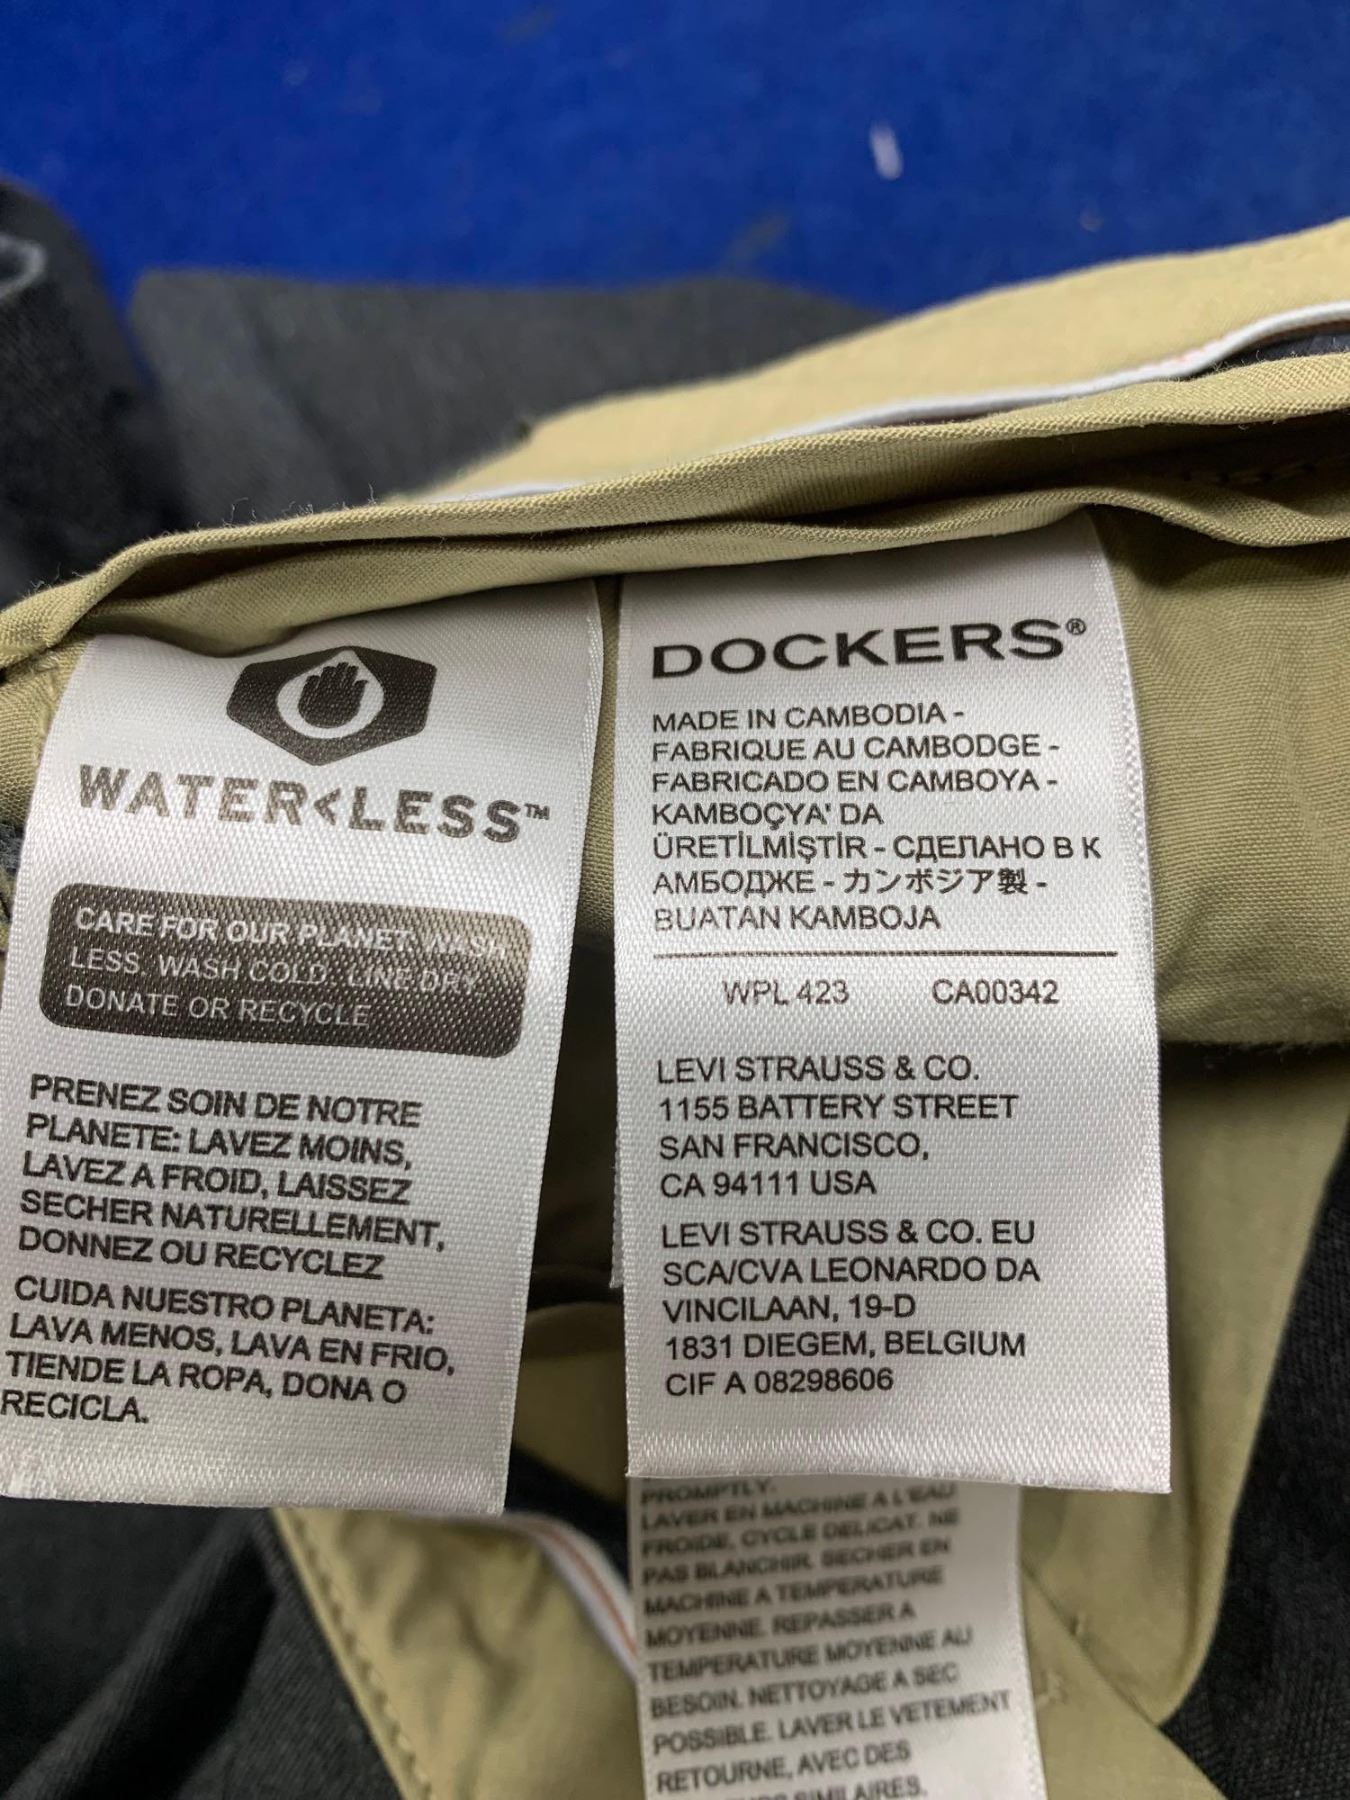 WATER<LESS™
CARE FOR OUR PLANET: WASH
LESS, WASH COLD, LINE DRY
DONATE OR RECYCLE
PRENEZ SOIN DE NOTRE
PLANETE: LAVEZ MOINS,
LAVEZ A FROID, LAISSEZ
SECHER NATURELLEMENT,
DONNEZ OU RECYCLEZ
CUIDA NUESTRO PLANETA:
LAVA MENOS, LAVA EN FRIO,
TIENDE LA ROPA, DONA O
RECICLA.
DOCKERS®
MADE IN CAMBODIA -
FABRIQUE AU CAMBODGE -
FABRICADO EN CAMBOYA -
KAMBOÇYA' DA
ÜRETİLMİŞTİR - СДЕЛАНО В К
АМБОДЖЕ - カンボジア製 -
BUATAN KAMBOJA
WPL 423 CA00342
LEVI STRAUSS & CO.
1155 BATTERY STREET
SAN FRANCISCO,
CA 94111 USA
LEVI STRAUSS & CO. EU
SCA/CVA LEONARDO DA
VINCILAAN, 19-D
1831 DIEGEM, BELGIUM
CIF A 08298606
PROMPTLY.
LAVER EN MACHINE A L'EAU
FROIDE, CYCLE DELICAT. NE
PAS BLANCHIR. SECHER EN
MACHINE A TEMPERATURE
MOYENNE. REPASSER A
TEMPERATURE MOYENNE AU
BESOIN. NETTOYAGE A SEC
POSSIBLE. LAVER LE VETEMENT
RETOURNE, AVEC DES
SIMILAIRES.